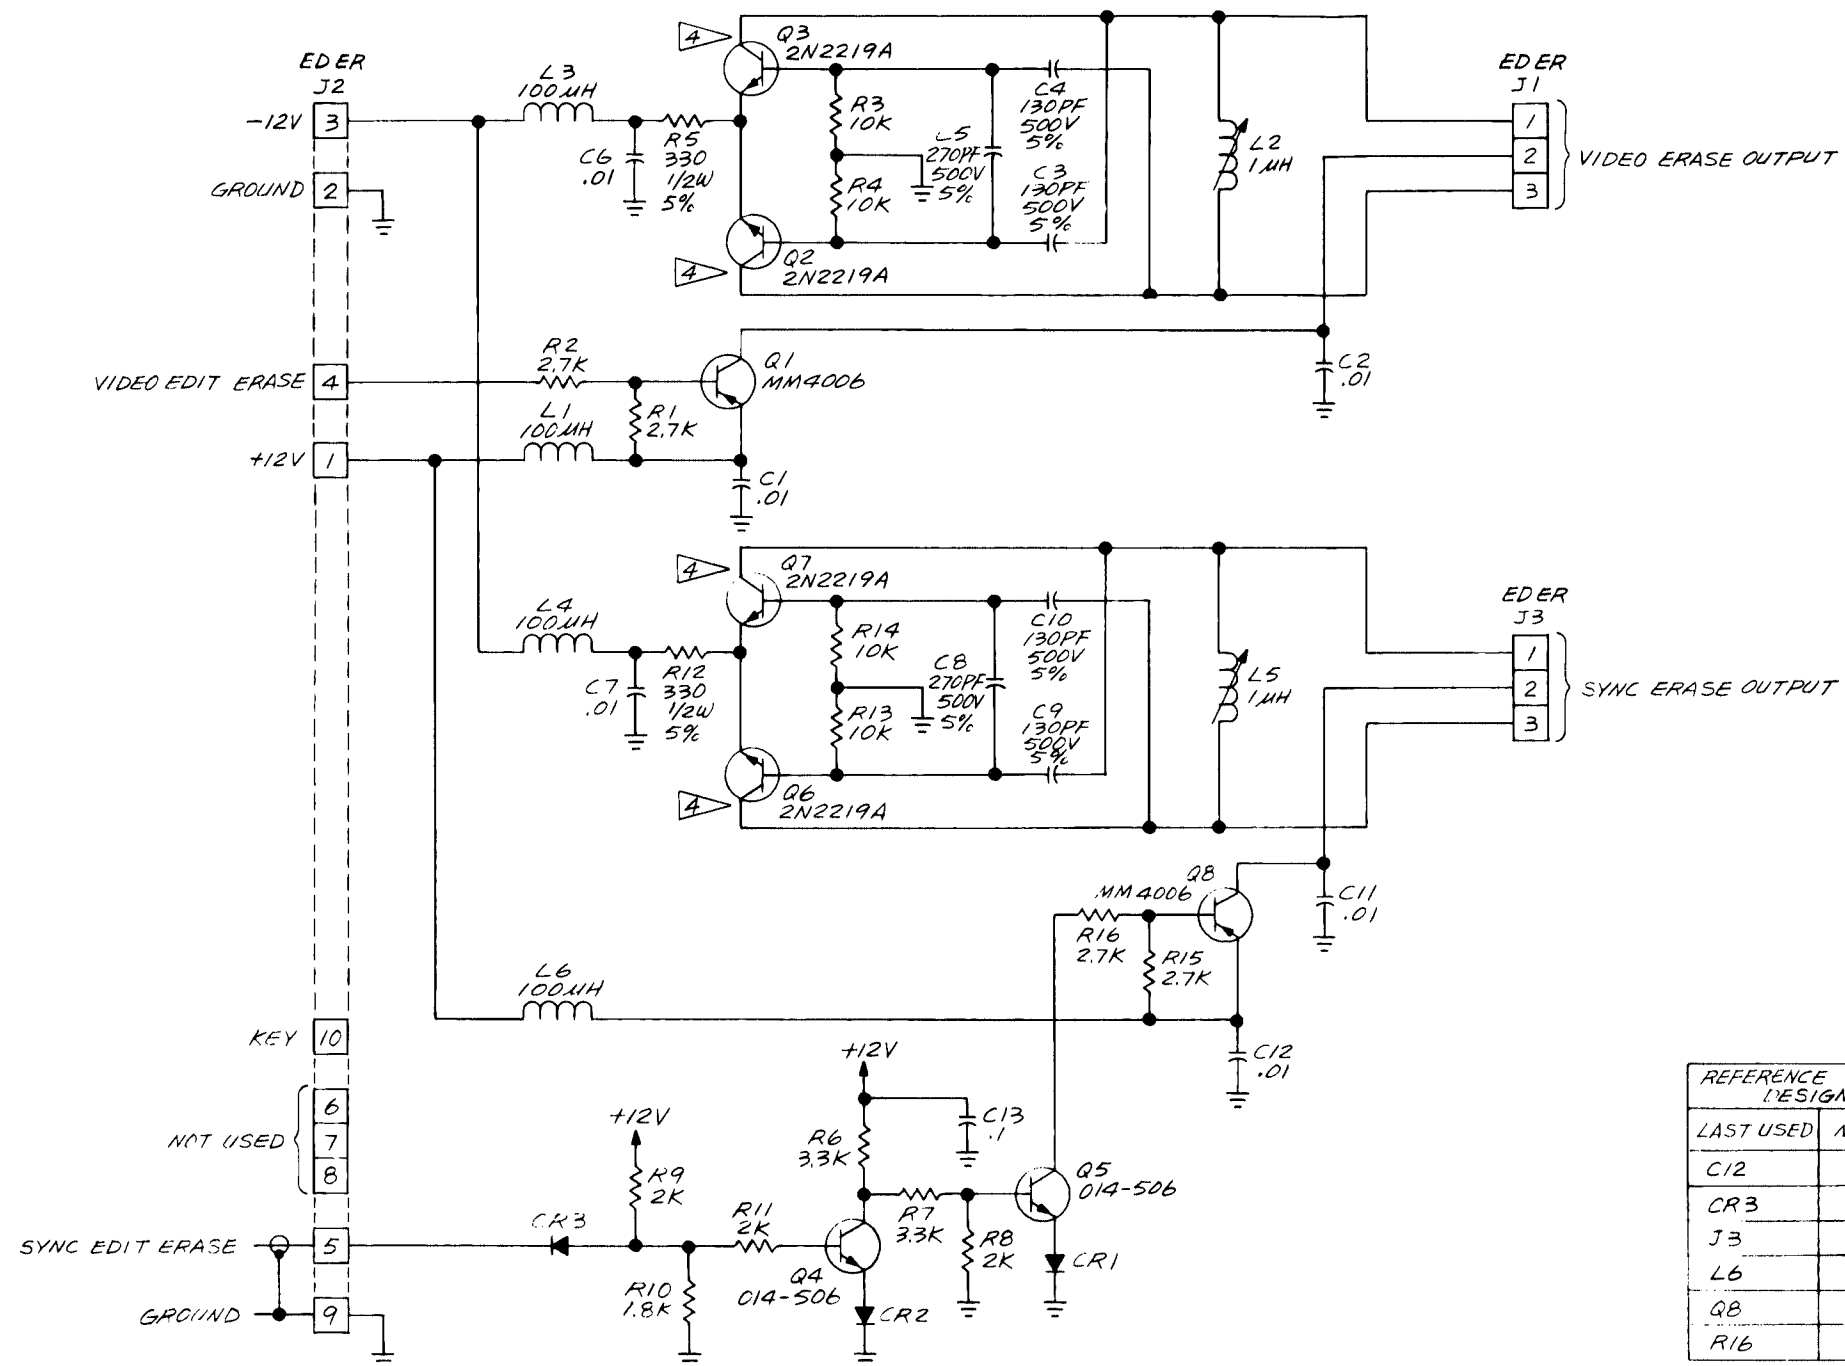 EDER
J2
-12V 3
GROUND 2
VIDEO EDIT ERASE 4
+12V 1
KEY 10
NOT USED
6
7
8
SYNC EDIT ERASE 5
GROUND 9
L3
100µH
C6
.01
R5
330
1/2W
5%
4
Q3
2N2219A
R3
10K
R4
10K
C5
270PF
500V
5%
C4
130PF
500V
5%
C3
130PF
500V
5%
4
Q2
2N2219A
L2
1µH
EDER
J1
1
2
3
VIDEO ERASE OUTPUT
R2
2.7K
R1
2.7K
Q1
MM4006
L1
100µH
C1
.01
C2
.01
L4
100µH
C7
.01
R12
330
1/2W
5%
4
Q7
2N2219A
R14
10K
R13
10K
C8
270PF
500V
5%
C10
130PF
500V
5%
C9
130PF
500V
5%
4
Q6
2N2219A
L5
1µH
EDER
J3
1
2
3
SYNC ERASE OUTPUT
Q8
MM4006
R16
2.7K
R15
2.7K
C11
.01
L6
100µH
C12
.01
+12V
C13
.1
R6
3.3K
+12V
R9
2K
CR3
R11
2K
R10
1.8K
Q4
014-506
CR2
R7
3.3K
R8
2K
Q5
014-506
CR1
REFERENCE
DESIGN
LAST USED
C12
CR3
J3
L6
Q8
R16